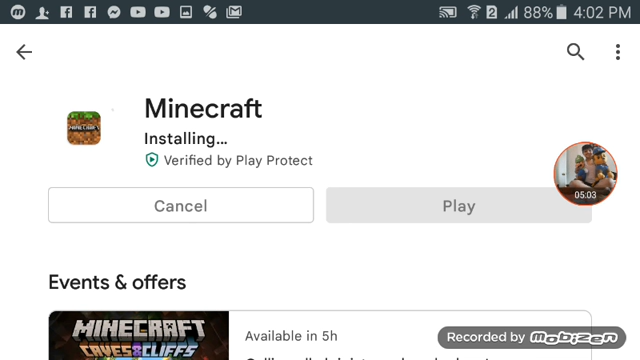 88% 4:02 PM
Minecraft
Installing...
Verified by Play Protect
Cancel
Play
05:03
Events & offers
MINECRAFT
CAVES & CLIFFS
Available in 5h
Recorded by mobizen